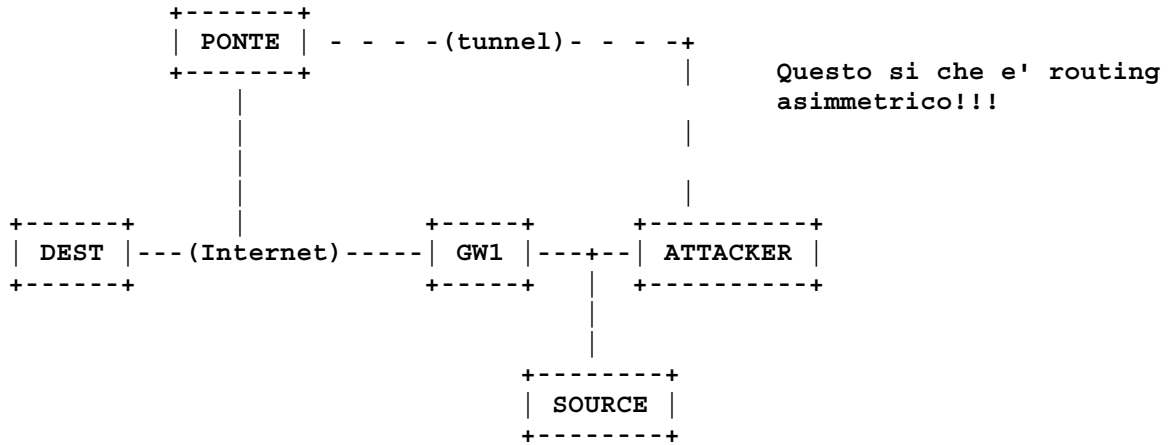 PONTE - - - -(tunnel)- - - -+
Questo si che e' routing
asimmetrico!!!
DEST ---(Internet)----- GW1 ---+-- ATTACKER
SOURCE